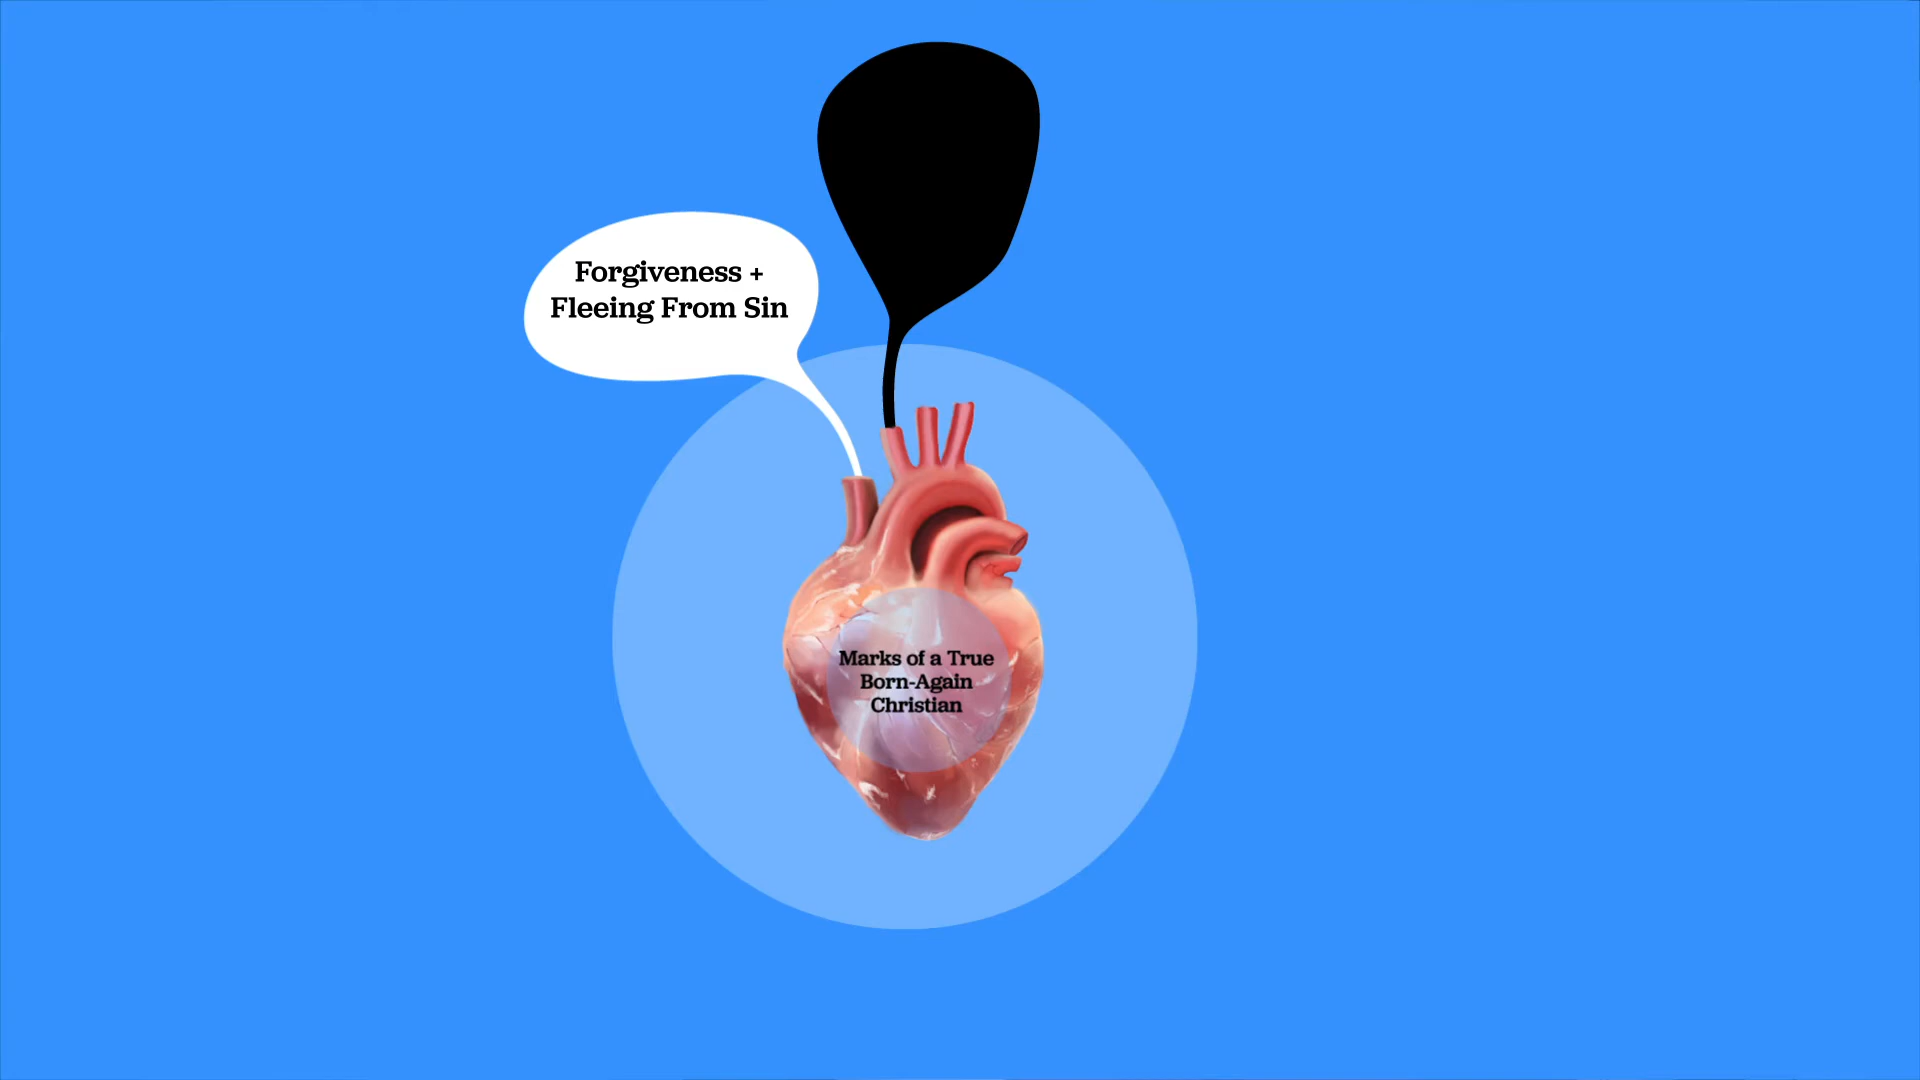 Forgiveness +
Fleeing From Sin
Marks of a True
Born-Again
Christian